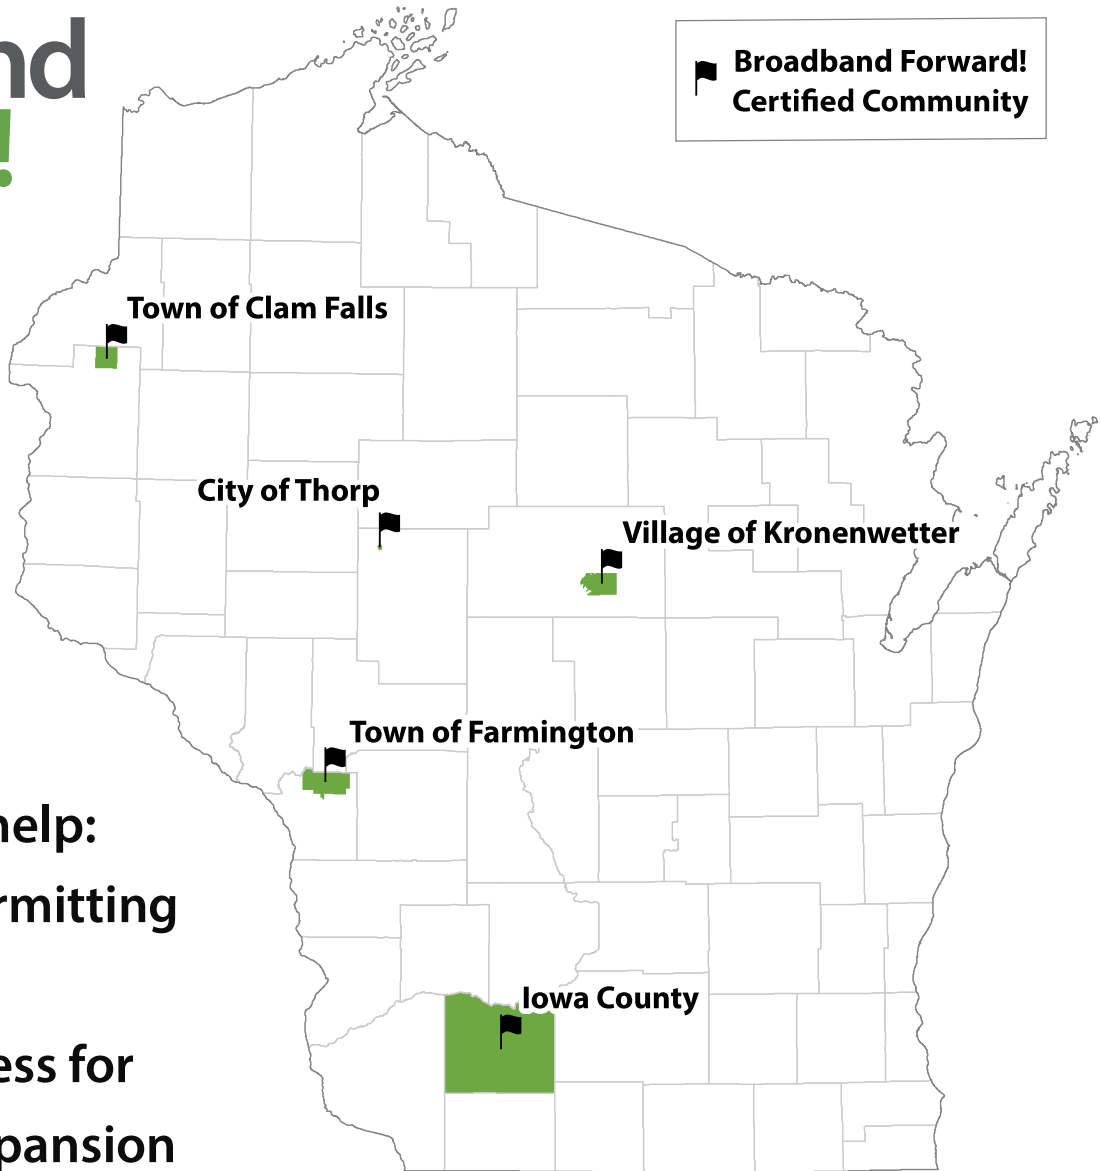 nd
!
Broadband Forward!
Certified Community
Town of Clam Falls
City of Thorp
Village of Kronenwetter
Town of Farmington
help:
rmitting
Iowa County
ess for
pansion